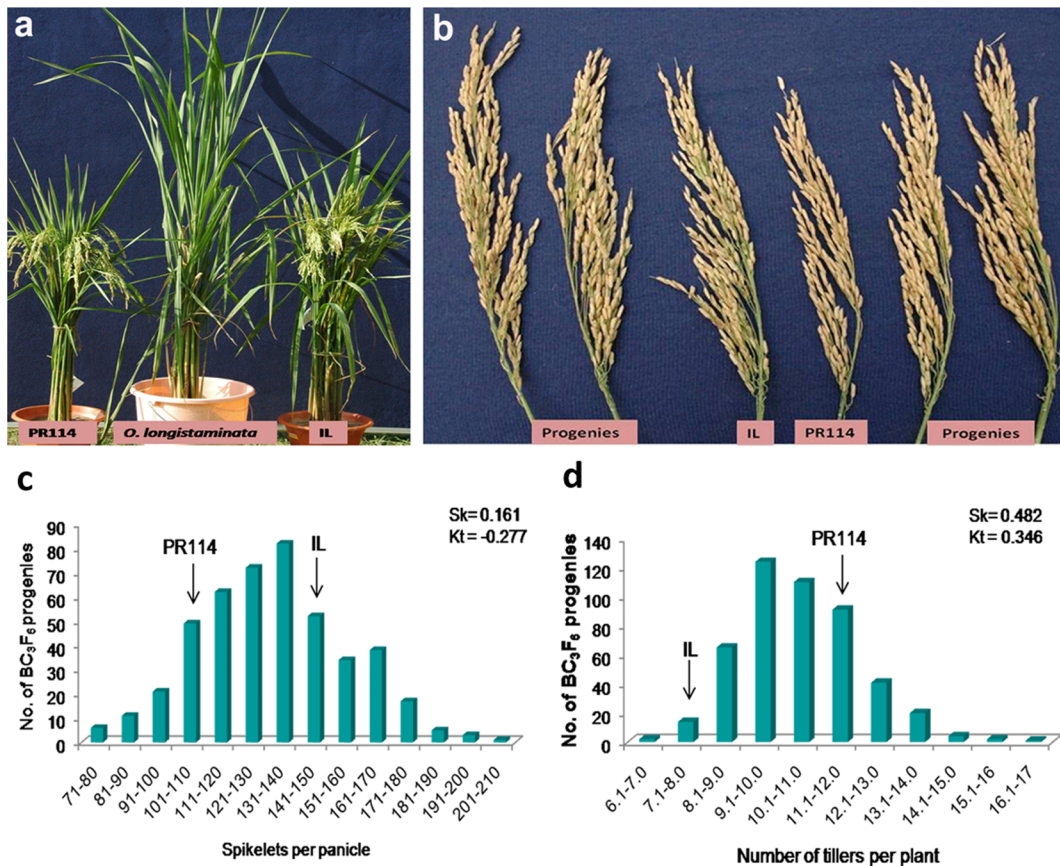 a
PR114
O. longistaminata
IL
b
Progenies
IL
PR114
Progenies
c
Sk=0.161
Kt = -0.277
PR114
IL
No. of BC₃F₆ progenies
90
80
70
60
50
40
30
20
10
0
71-80
81-90
91-100
101-110
111-120
121-130
131-140
141-150
151-160
161-170
171-180
181-190
191-200
201-210
Spikelets per panicle
d
Sk=0.482
Kt = 0.346
PR114
IL
No. of BC₃F₆ progenies
140
120
100
80
60
40
20
0
6.1-7.0
7.1-8.0
8.1-9.0
9.1-10.0
10.1-11.0
11.1-12.0
12.1-13.0
13.1-14.0
14.1-15.0
15.1-16
16.1-17
Number of tillers per plant